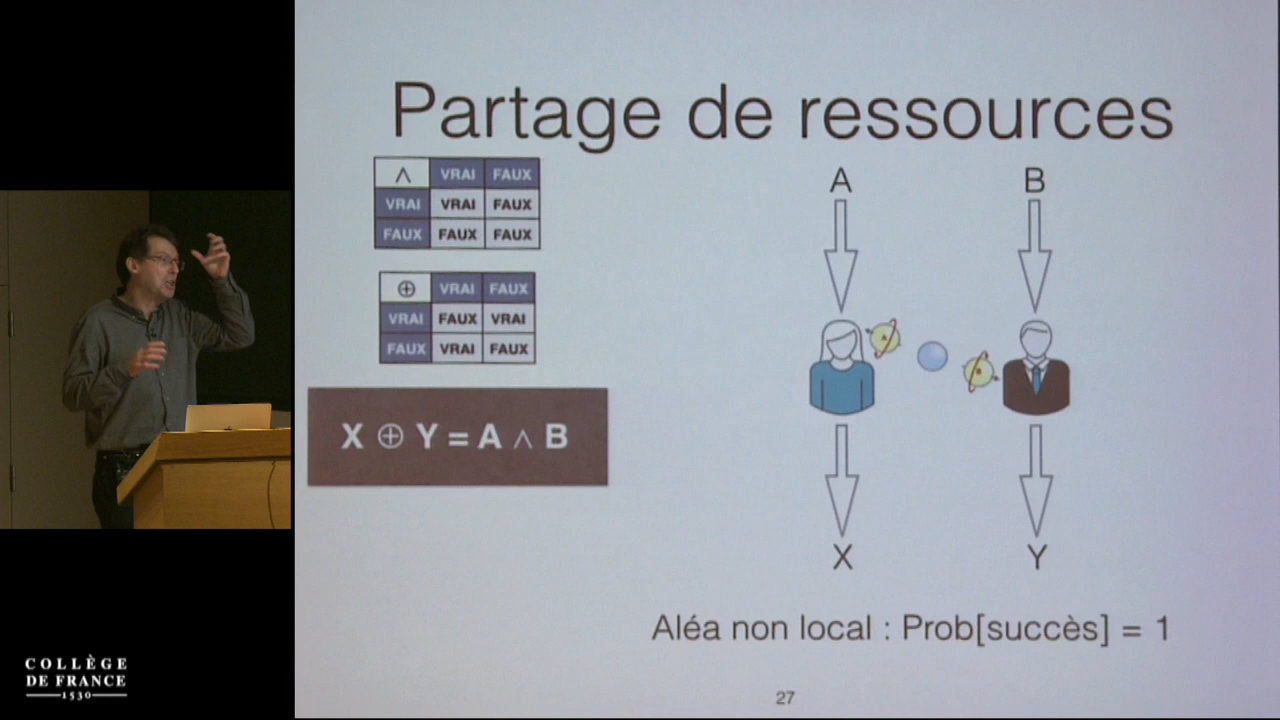 Partage de ressources
∧ VRAI FAUX
VRAI VRAI FAUX
FAUX FAUX FAUX
⊕ VRAI FAUX
VRAI FAUX VRAI
FAUX VRAI FAUX
X ⊕ Y = A ∧ B
A B
X Y
Aléa non local : Prob[succès] = 1
27
COLLÈGE
DE FRANCE
1530